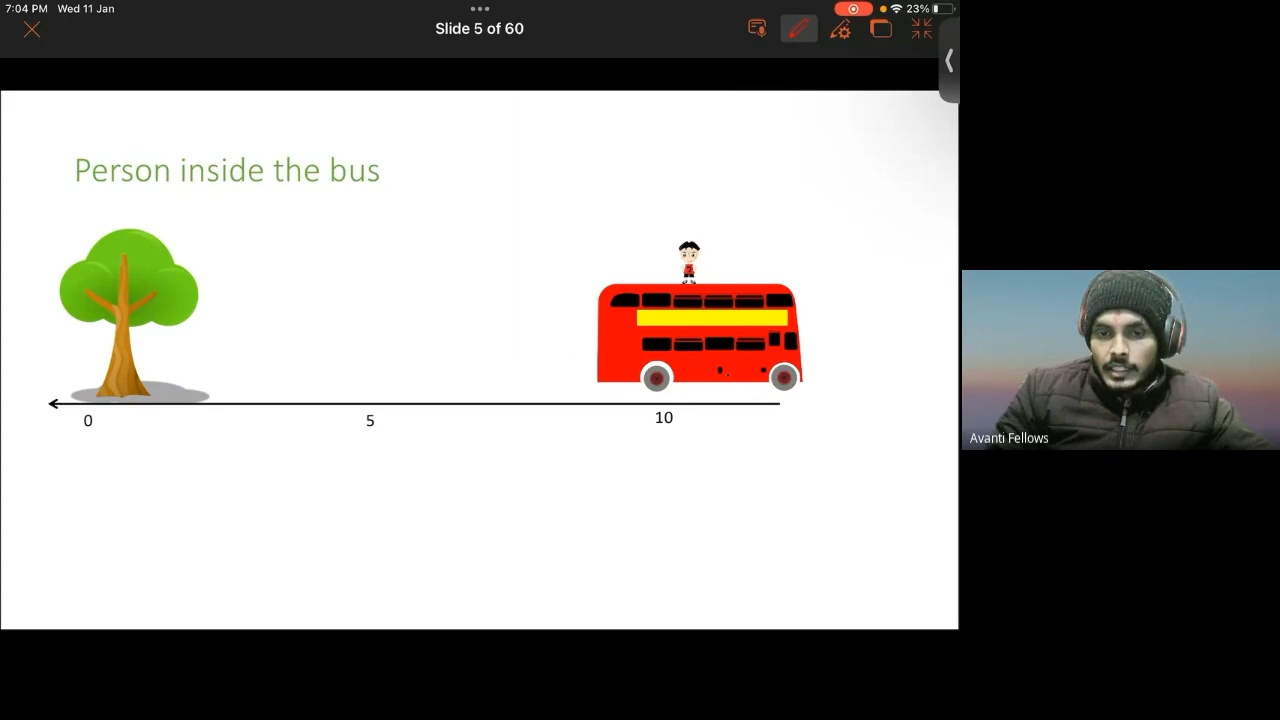 7:04 PM Wed 11 Jan
23%
Slide 5 of 60
Person inside the bus
0
5
10
Avanti Fellows